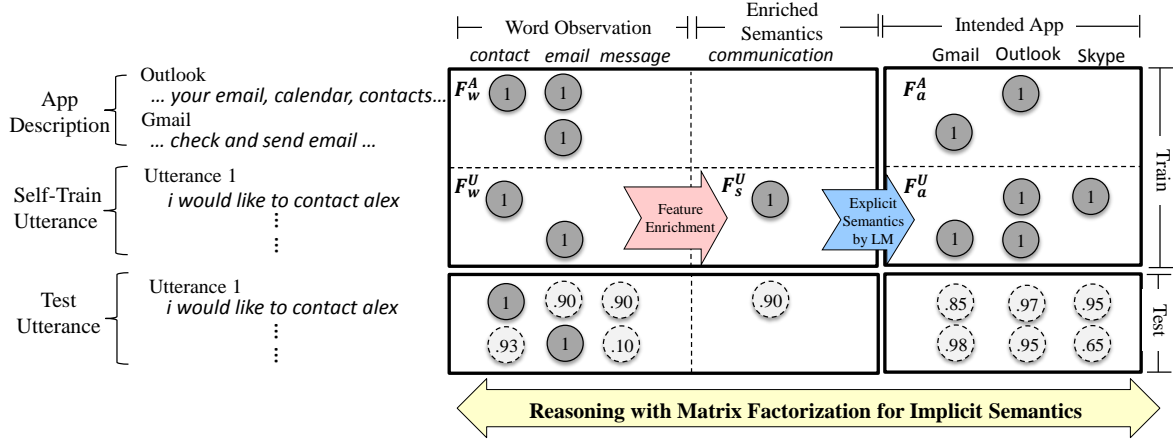 Word Observation
Enriched
Semantics
Intended App
contact email message communication Gmail Outlook Skype
App
Description
Outlook
... your email, calendar, contacts...
Gmail
... check and send email ...
F_w^A
1 1
1
F_a^A
1
1
Train
Self-Train
Utterance
Utterance 1
i would like to contact alex
F_w^U
1
1
Feature
Enrichment
F_s^U
1
Explicit
Semantics
by LM
F_a^U
1 1
1 1
Test
Utterance
Utterance 1
i would like to contact alex
1 .90 .90 .90 .85 .97 .95
.93 1 .10 .98 .95 .65
Test
Reasoning with Matrix Factorization for Implicit Semantics